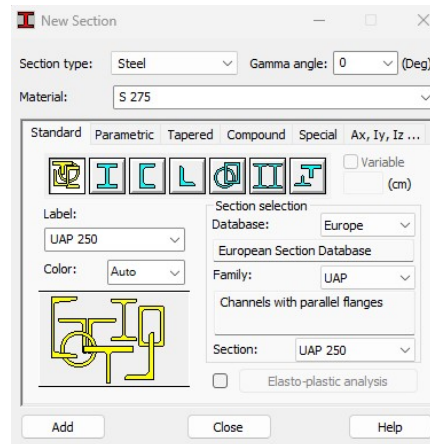 New Section
Section type: Steel Gamma angle: 0 (Deg)
Material: S 275
Standard Parametric Tapered Compound Special Ax, Iy, Iz ...
Variable
(cm)
Label:
UAP 250
Color: Auto
Section selection
Database: Europe
European Section Database
Family: UAP
Channels with parallel flanges
Section: UAP 250
Elasto-plastic analysis
Add Close Help